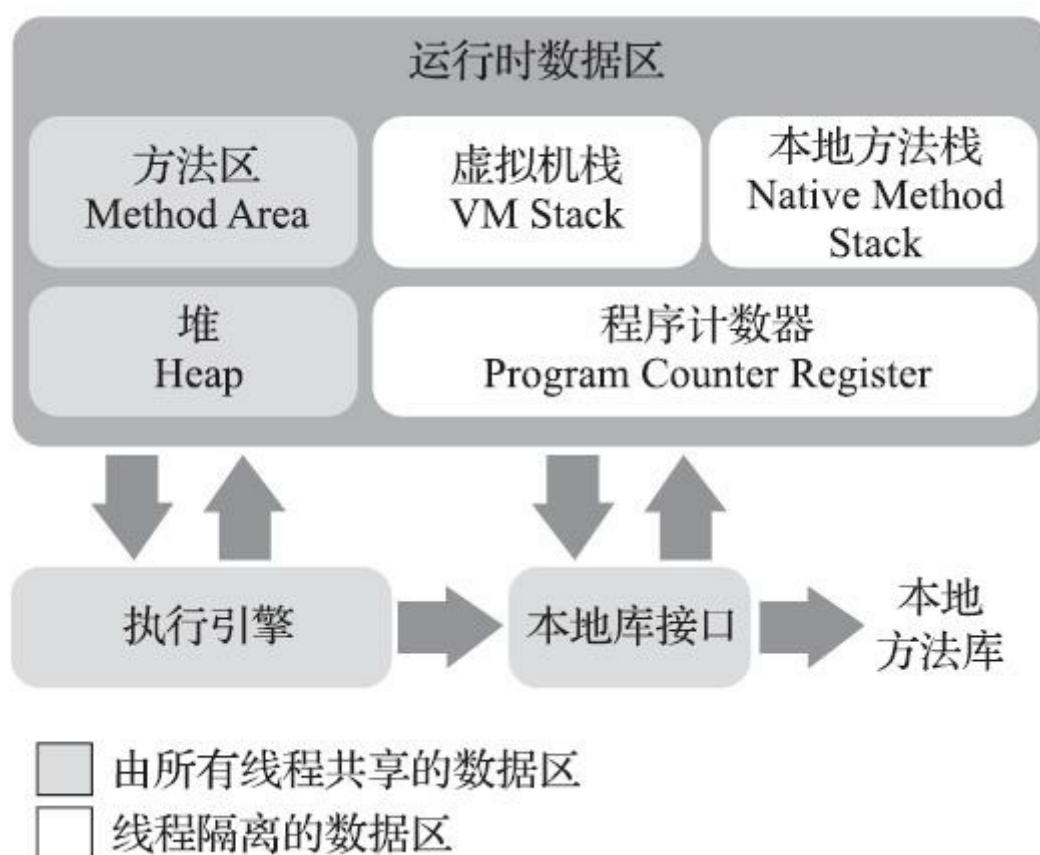 运行时数据区
方法区
Method Area
虚拟机栈
VM Stack
本地方法栈
Native Method
Stack
堆
Heap
程序计数器
Program Counter Register
执行引擎
本地库接口
本地
方法库
由所有线程共享的数据区
线程隔离的数据区